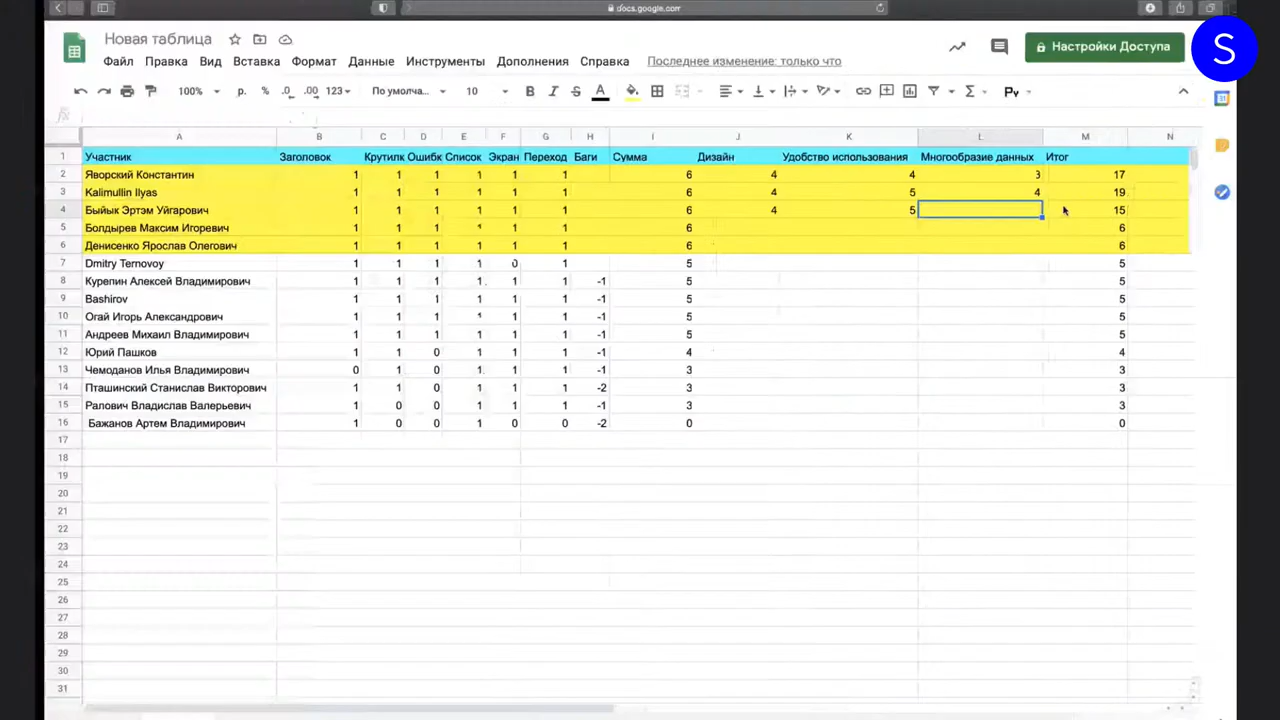 docs.google.com
S
Новая таблица
Файл Правка Вид Вставка Формат Данные Инструменты Дополнения Справка Последнее изменение: только что
Настройки Доступа
100% р. % .0 .00 123 По умолча... 10 B I S A Σ
fx
A B C D E F G H I J K L M N
1 Участник Заголовок Крутилк Ошибк Список Экран Переход Баги Сумма Дизайн Удобство использования Многообразие данных Итог
2 Яворский Константин 1 1 1 1 1 1 6 4 4 3 17
3 Kalimullin Ilyas 1 1 1 1 1 1 6 4 5 4 19
4 Быйык Эртэм Уйгарович 1 1 1 1 1 1 6 4 5 15
5 Болдырев Максим Игоревич 1 1 1 1 1 1 6 6
6 Денисенко Ярослав Олегович 1 1 1 1 1 1 6 6
7 Dmitry Ternovoy 1 1 1 1 0 1 5 5
8 Курепин Алексей Владимирович 1 1 1 1 1 1 -1 5 5
9 Bashirov 1 1 1 1 1 1 -1 5 5
10 Огай Игорь Александрович 1 1 1 1 1 1 -1 5 5
11 Андреев Михаил Владимирович 1 1 1 1 1 1 -1 5 5
12 Юрий Пашков 1 1 0 1 1 1 -1 4 4
13 Чемоданов Илья Владимирович 0 1 0 1 1 1 -1 3 3
14 Пташинский Станислав Викторович 1 1 0 1 1 1 -2 3 3
15 Ралович Владислав Валерьевич 1 0 0 1 1 1 -1 3 3
16 Бажанов Артем Владимирович 1 0 0 1 0 0 -2 0 0
17
18
19
20
21
22
23
24
25
26
27
28
29
30
31